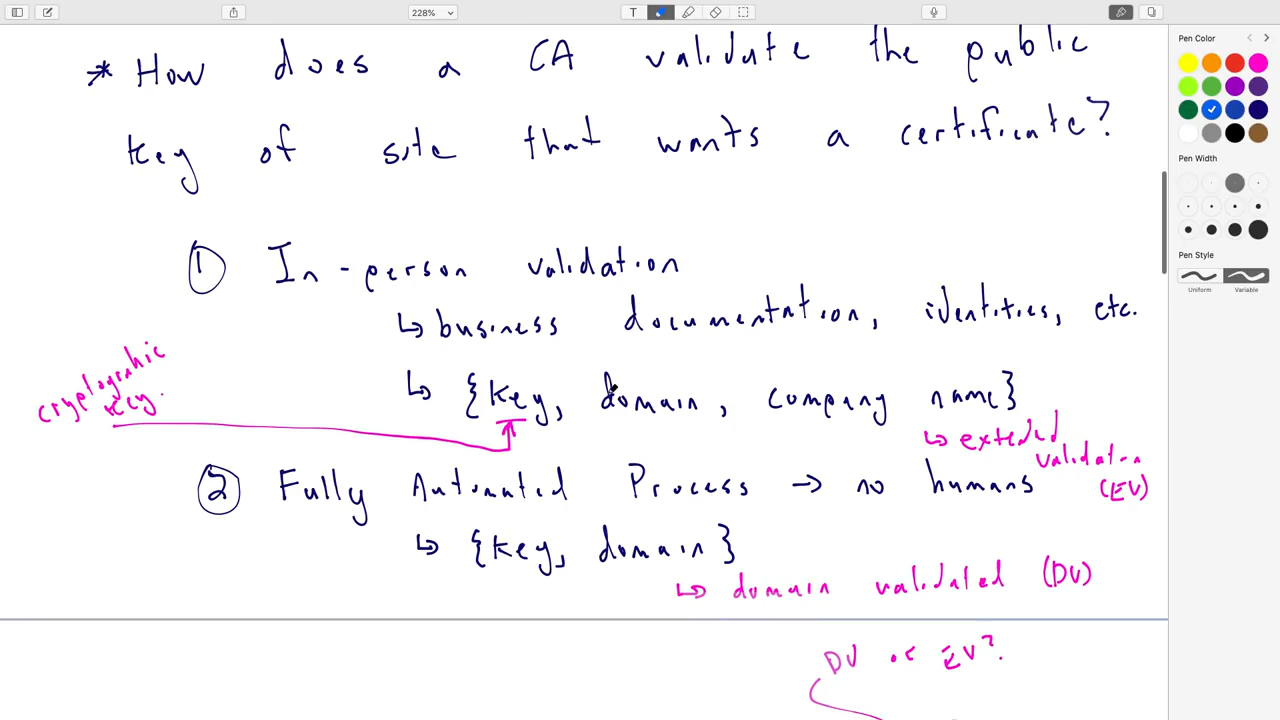 228%
T
* How does a CA validate the public
key of site that wants a certificate?
① In-person validation
↳ business documentation, identities, etc.
↳ {key, domain, company name}
cryptographic
key.
↳ exteded
validation
(EV)
② Fully Automated Process → no humans
↳ {key, domain}
↳ domain validated (DV)
DV or EV?
Pen Color
Pen Width
Pen Style
Uniform
Variable